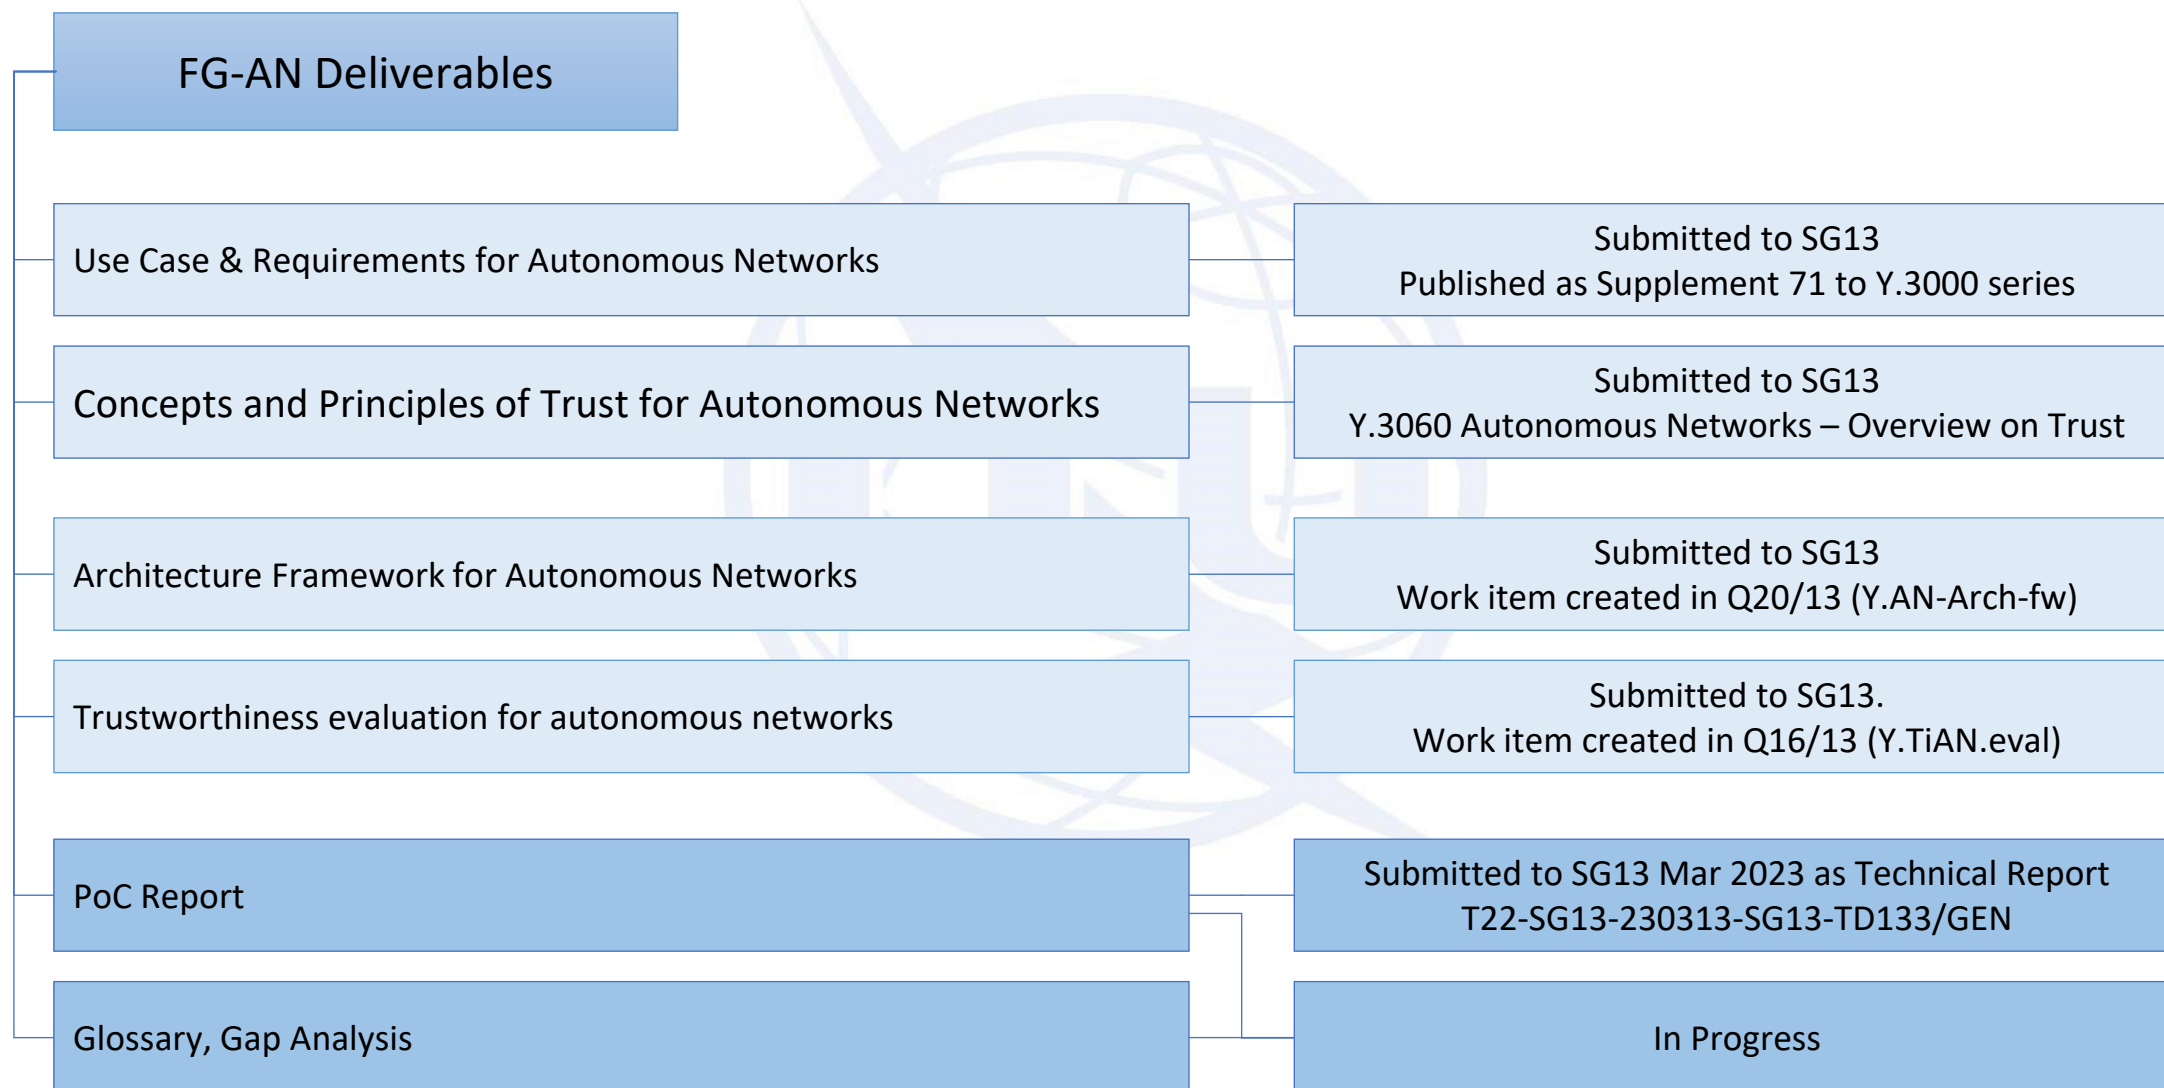 FG-AN Deliverables
Use Case & Requirements for Autonomous Networks
Submitted to SG13
Published as Supplement 71 to Y.3000 series
Concepts and Principles of Trust for Autonomous Networks
Submitted to SG13
Y.3060 Autonomous Networks – Overview on Trust
Architecture Framework for Autonomous Networks
Submitted to SG13
Work item created in Q20/13 (Y.AN-Arch-fw)
Trustworthiness evaluation for autonomous networks
Submitted to SG13.
Work item created in Q16/13 (Y.TiAN.eval)
PoC Report
Submitted to SG13 Mar 2023 as Technical Report
T22-SG13-230313-SG13-TD133/GEN
Glossary, Gap Analysis
In Progress